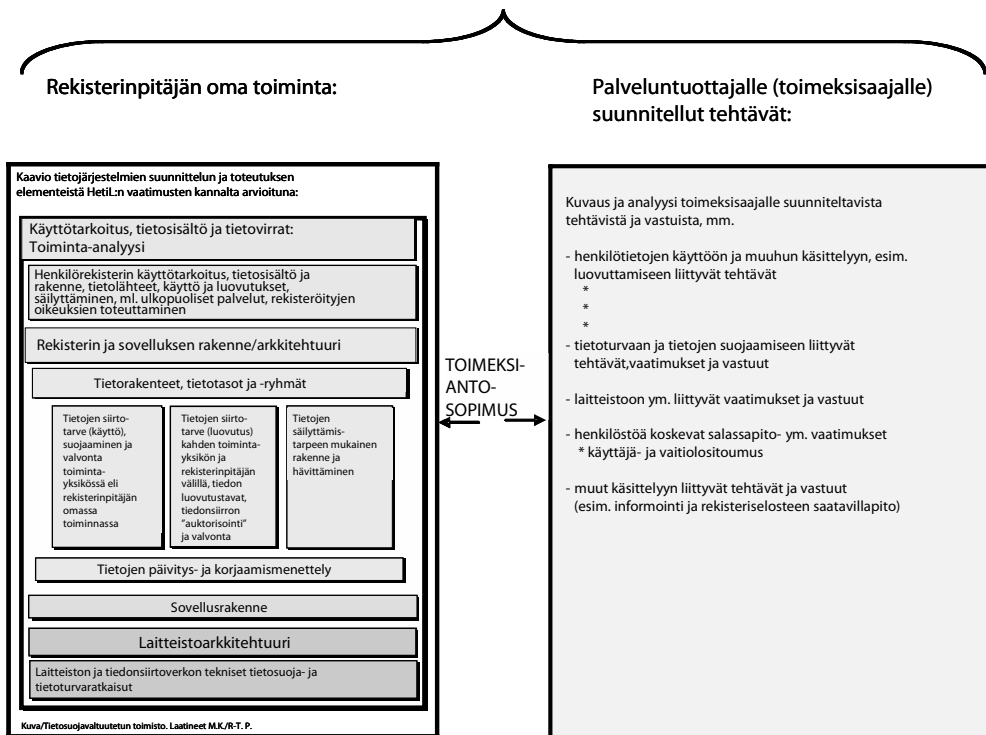 Rekisterinpitäjän oma toiminta:
Palveluntuottajalle (toimeksisaajalle)
suunnitellut tehtävät:
Kaavio tietojärjestelmien suunnittelun ja toteutuksen
elementeistä HetiL:n vaatimusten kannalta arvioituna:
Käyttötarkoitus, tietosisältö ja tietovirrat:
Toiminta-analyysi
Henkilörekisterin käyttötarkoitus, tietosisältö ja
rakenne, tietolähteet, käyttö ja luovutukset,
säilyttäminen, ml. ulkopuoliset palvelut, rekisteröityjen
oikeuksien toteuttaminen
Rekisterin ja sovelluksen rakenne/arkkitehtuuri
Tietorakenteet, tietotasot ja -ryhmät
Tietojen siirto-
tarve (käyttö),
suojaaminen ja
valvonta
toiminta-
yksikössä eli
rekisterinpitäjän
omassa
toiminnassa
Tietojen siirto-
tarve (luovutus)
kahden toiminta-
yksikön ja
rekisterinpitäjän
välillä, tiedon
luovutustavat,
tiedonsiirron
"auktorisointi"
ja valvonta
Tietojen
säilyttämis-
tarpeen mukainen
rakenne ja
hävittäminen
Tietojen päivitys- ja korjaamismenettely
Sovellusrakenne
Laitteistoarkkitehtuuri
Laitteiston ja tiedonsiirtoverkon tekniset tietosuoja- ja
tietoturvaratkaisut
Kuva/Tietosuojavaltuutetun toimisto. Laatineet M.K./R-T. P.
TOIMEKSI-
ANTO-
SOPIMUS
Kuvaus ja analyysi toimeksisaajalle suunniteltavista
tehtävistä ja vastuista, mm.
- henkilötietojen käyttöön ja muuhun käsittelyyn, esim.
luovuttamiseen liittyvät tehtävät
*
*
*
- tietoturvaan ja tietojen suojaamiseen liittyvät
tehtävät,vaatimukset ja vastuut
- laitteistoon ym. liittyvät vaatimukset ja vastuut
- henkilöstöä koskevat salassapito- ym. vaatimukset
* käyttäjä- ja vaitiolositoumus
- muut käsittelyyn liittyvät tehtävät ja vastuut
(esim. informointi ja rekisteriselosteen saatavillapito)